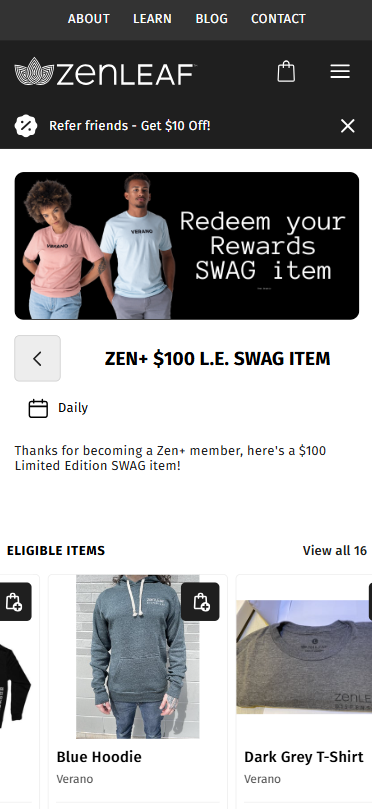 ABOUT LEARN BLOG CONTACT
zenLEAF
Refer friends - Get $10 Off!
VERANO
VERANO
Redeem your
Rewards
SWAG item
ZEN+ $100 L.E. SWAG ITEM
Daily
Thanks for becoming a Zen+ member, here's a $100
Limited Edition SWAG item!
ELIGIBLE ITEMS View all 16
zenLEAF
zenL
Blue Hoodie
Verano
Dark Grey T-Shirt
Verano